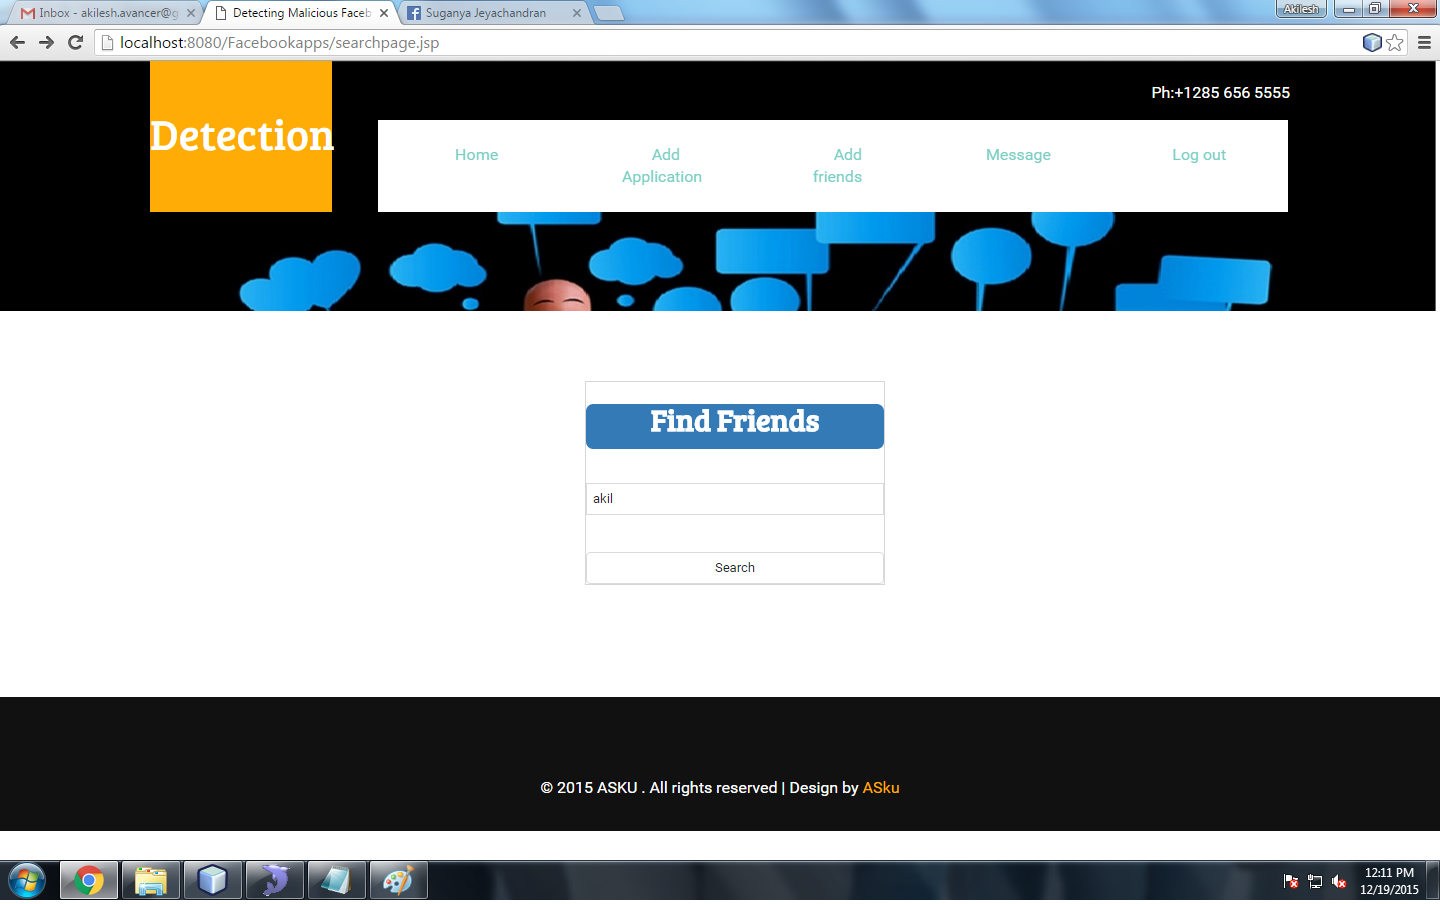 Inbox - akilesh.avancer@g
Detecting Malicious Faceb
Suganya Jeyachandran
Akilesh
localhost:8080/Facebookapps/searchpage.jsp
Detection
Ph:+1285 656 5555
Home
Add
Application
Add
friends
Message
Log out
Find Friends
akil
Search
© 2015 ASKU . All rights reserved | Design by ASku
12:11 PM
12/19/2015